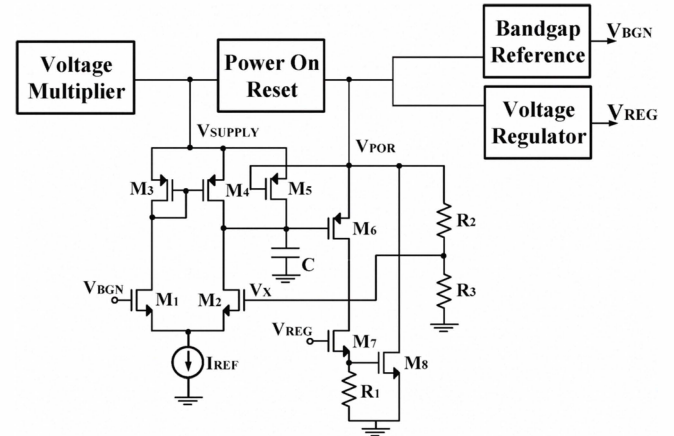 Voltage
Multiplier
Power On
Reset
Bandgap
Reference
VBGN
Voltage
Regulator
VREG
VSUPPLY
VPOR
M3
M4
M5
M6
R2
C
VBGN
M1
M2
VX
R3
VREG
M7
M8
IREF
R1